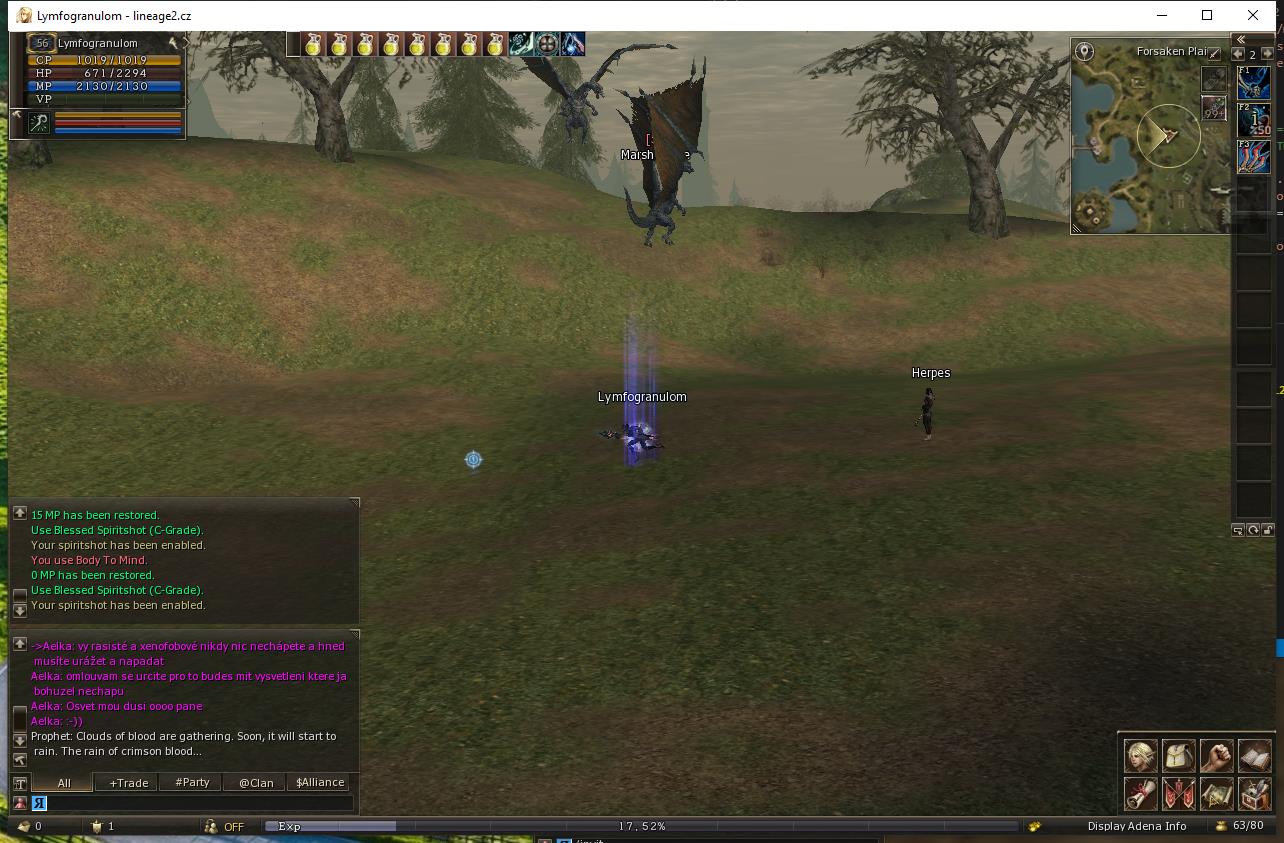 Lymfogranulom - lineage2.cz
56 Lymfogranulom
CP 1019/1019
HP 671/2294
MP 2130/2130
VP
Forsaken Plai
2
F1
F2
F3
99+
Herpes
Lymfogranulom
15 MP has been restored.
Use Blessed Spiritshot (C-Grade).
Your spiritshot has been enabled.
You use Body To Mind.
0 MP has been restored.
Use Blessed Spiritshot (C-Grade).
Your spiritshot has been enabled.
->Aelka: vy rasisté a xenofobové nikdy nic nechápete a hned
musíte urážet a napadat
Aelka: omlouvam se urcite pro to budes mit vysvetleni ktere ja
bohuzel nechapu
Aelka: Osvet mou dusi oooo pane
Aelka: :-))
Prophet: Clouds of blood are gathering. Soon, it will start to
rain. The rain of crimson blood...
All +Trade #Party @Clan $Alliance
Я
0 1 OFF Exp 17,52% Display Adena Info 63/80